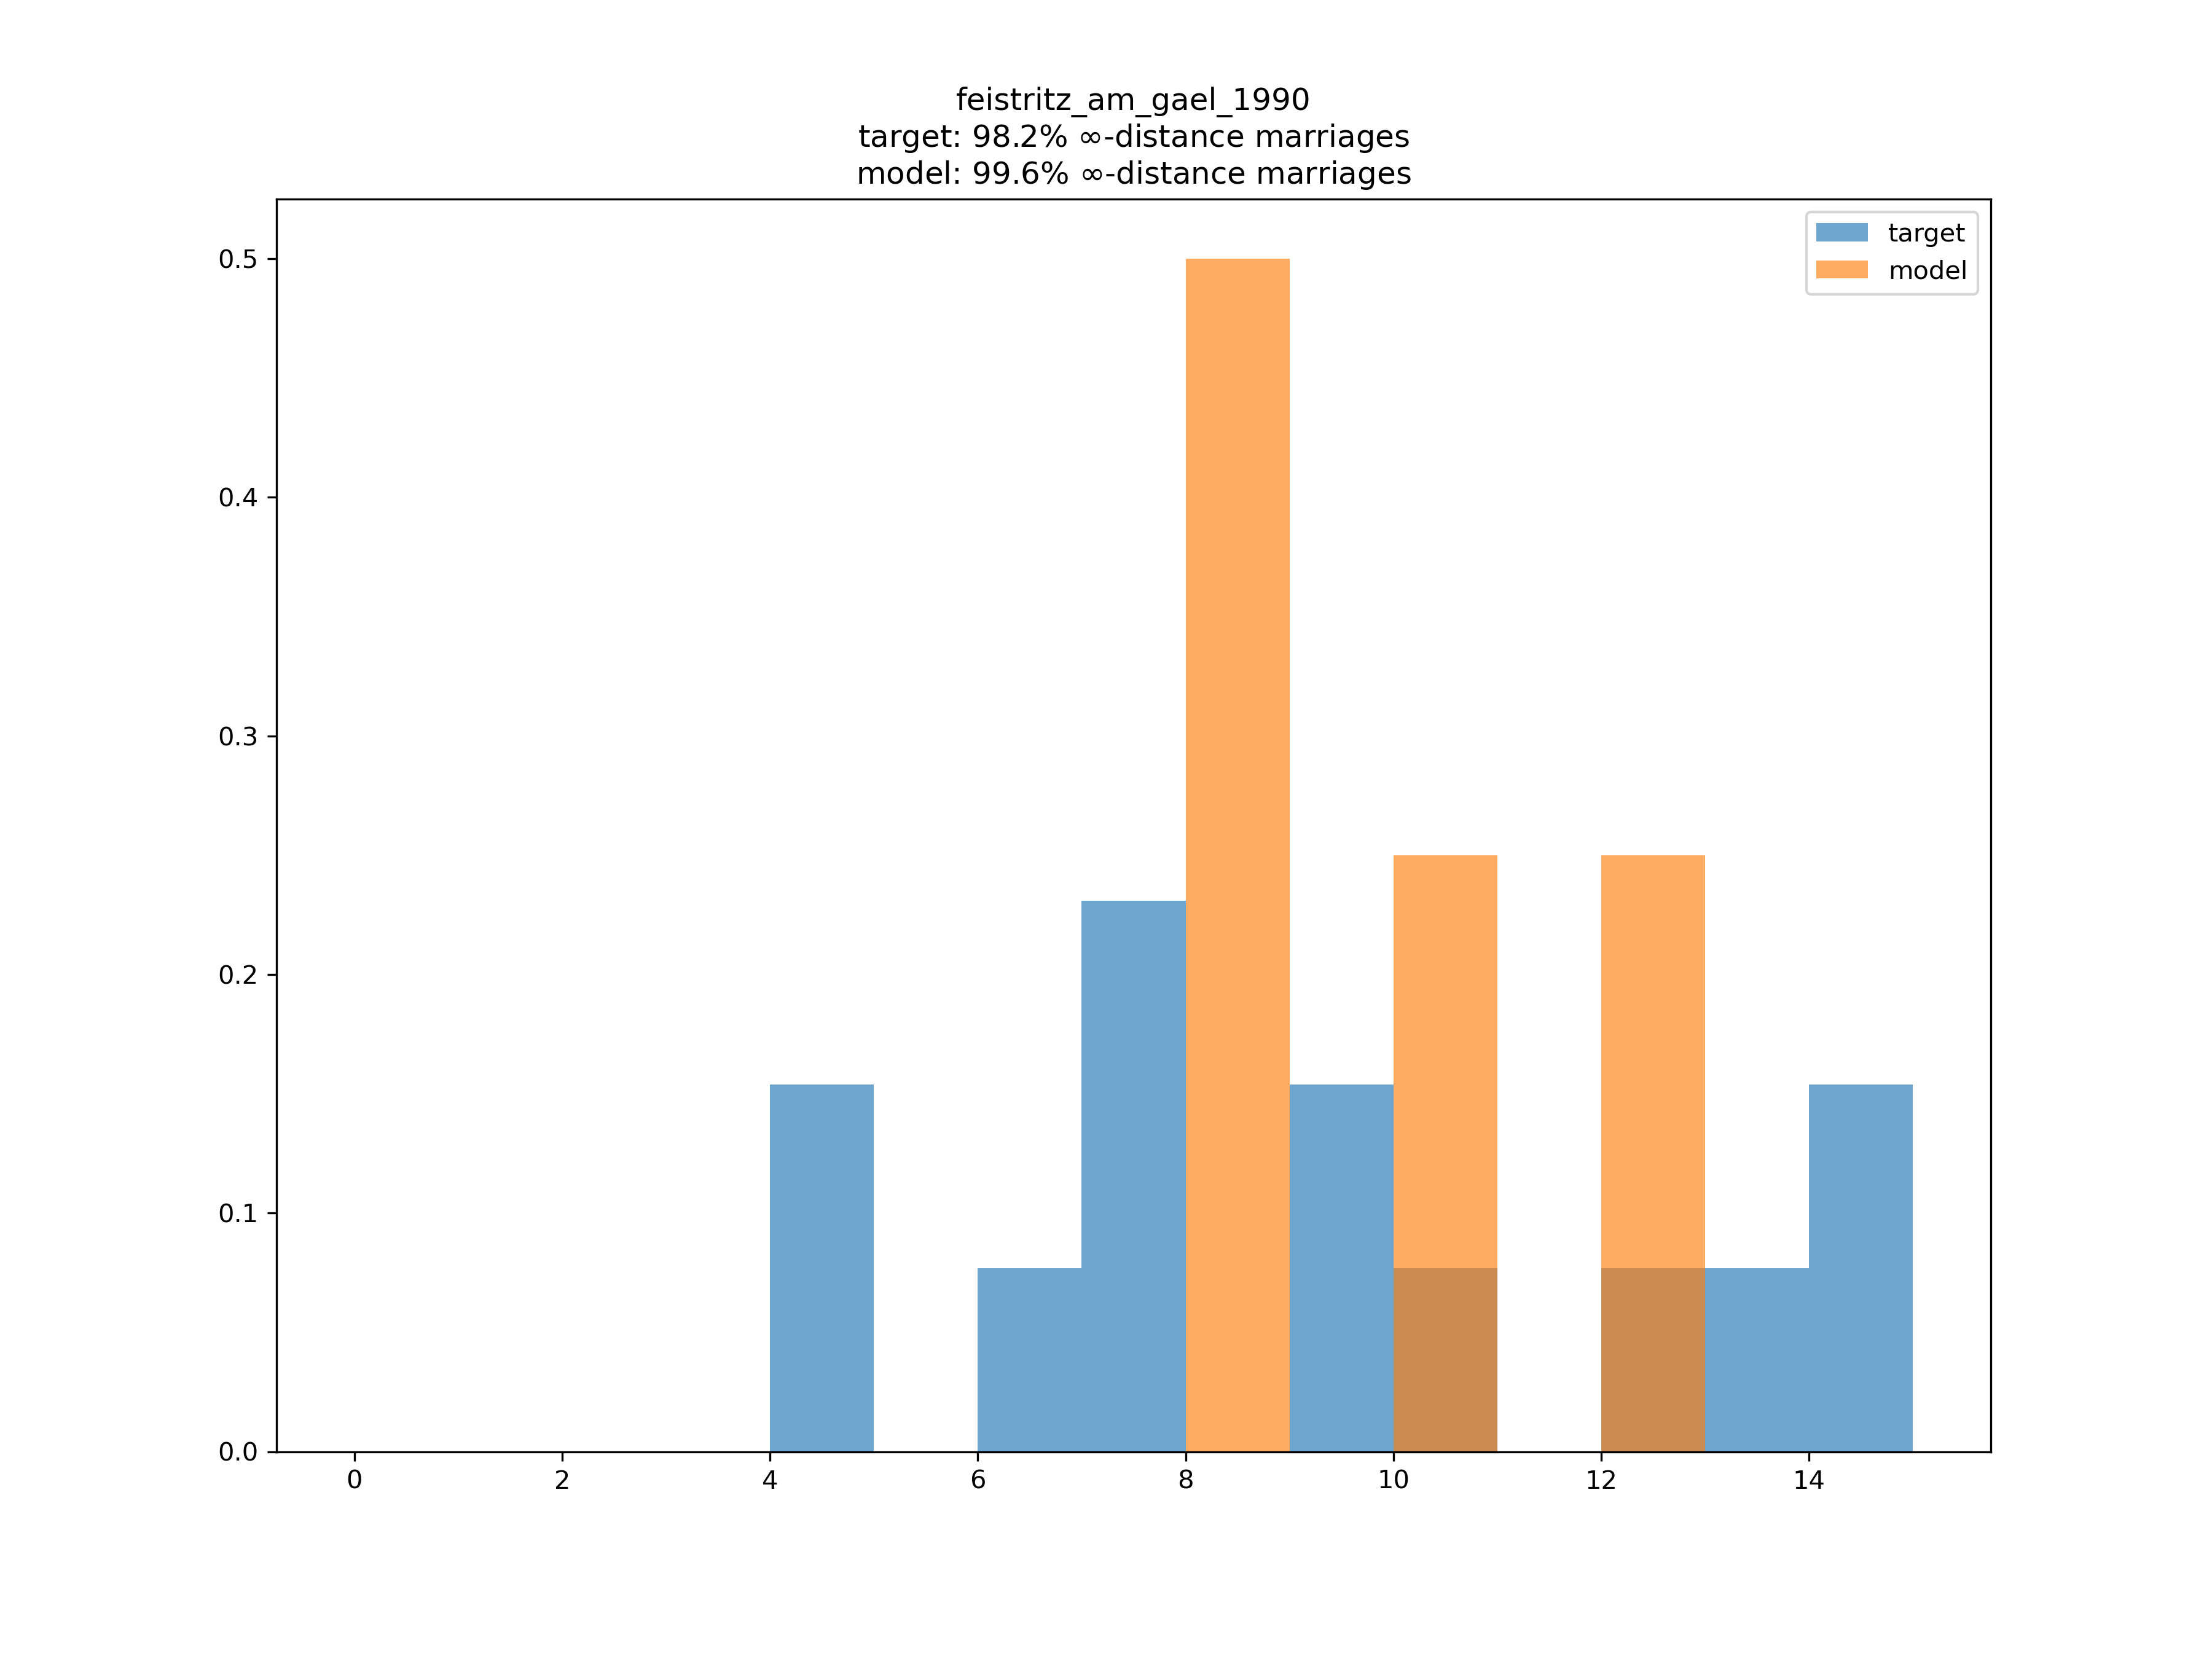 feistritz_am_gael_1990
target: 98.2% ∞-distance marriages
model: 99.6% ∞-distance marriages
target
model
0.5
0.4
0.3
0.2
0.1
0.0
0 2 4 6 8 10 12 14